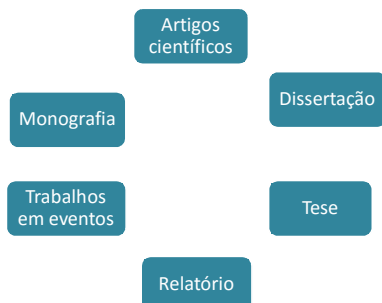 Artigos
científicos
Dissertação
Monografia
Trabalhos
em eventos
Tese
Relatório